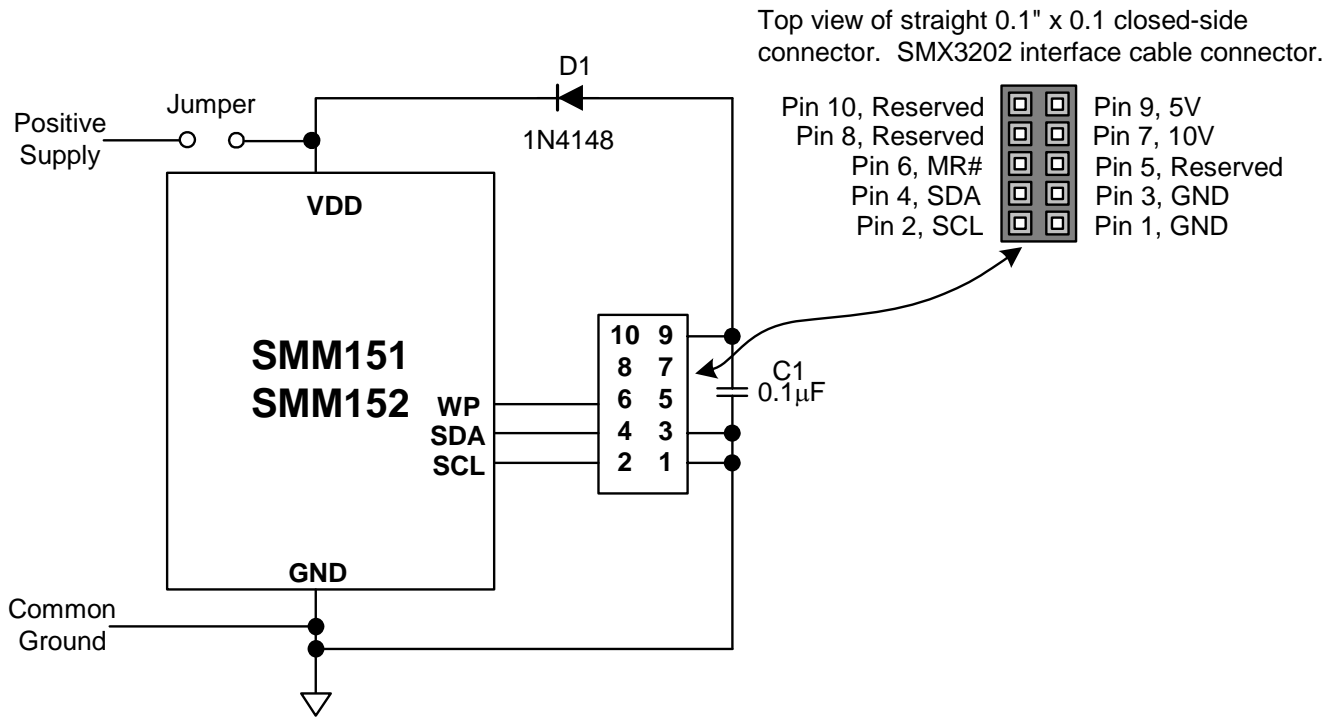 Top view of straight 0.1" x 0.1 closed-side
connector. SMX3202 interface cable connector.
D1
1N4148
Jumper
Positive
Supply
Pin 10, Reserved
Pin 9, 5V
Pin 8, Reserved
Pin 7, 10V
Pin 6, MR#
Pin 5, Reserved
Pin 4, SDA
Pin 3, GND
Pin 2, SCL
Pin 1, GND
VDD
SMM151
SMM152
WP
SDA
SCL
10 9
8 7
6 5
4 3
2 1
C1
0.1µF
GND
Common
Ground